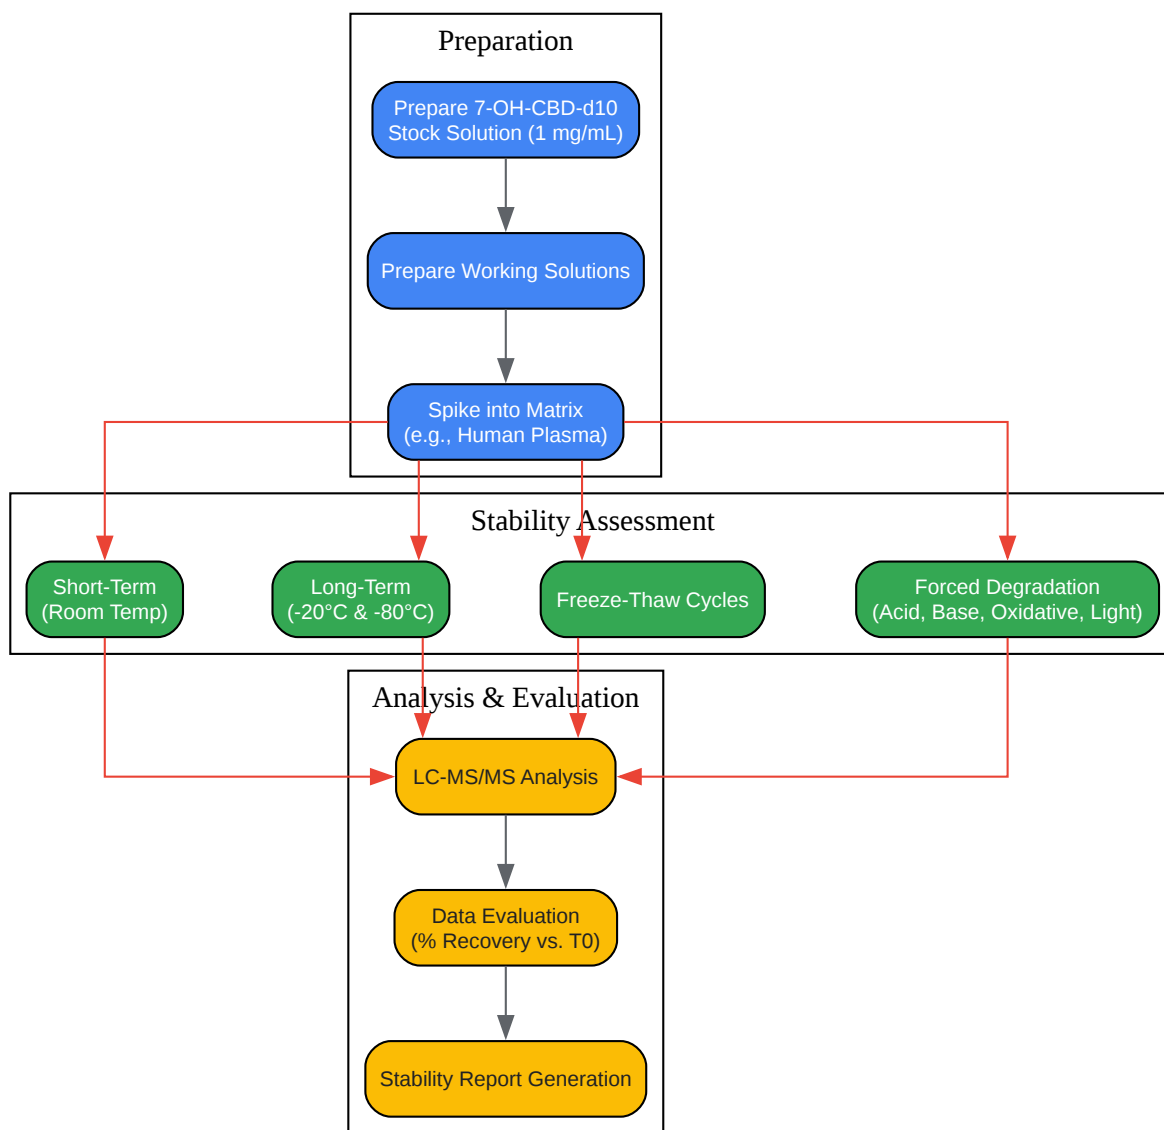 Preparation
Prepare 7-OH-CBD-d10
Stock Solution (1 mg/mL)
Prepare Working Solutions
Spike into Matrix
(e.g., Human Plasma)
Stability Assessment
Short-Term
(Room Temp)
Long-Term
(-20°C & -80°C)
Freeze-Thaw Cycles
Forced Degradation
(Acid, Base, Oxidative, Light)
Analysis & Evaluation
LC-MS/MS Analysis
Data Evaluation
(% Recovery vs. T0)
Stability Report Generation